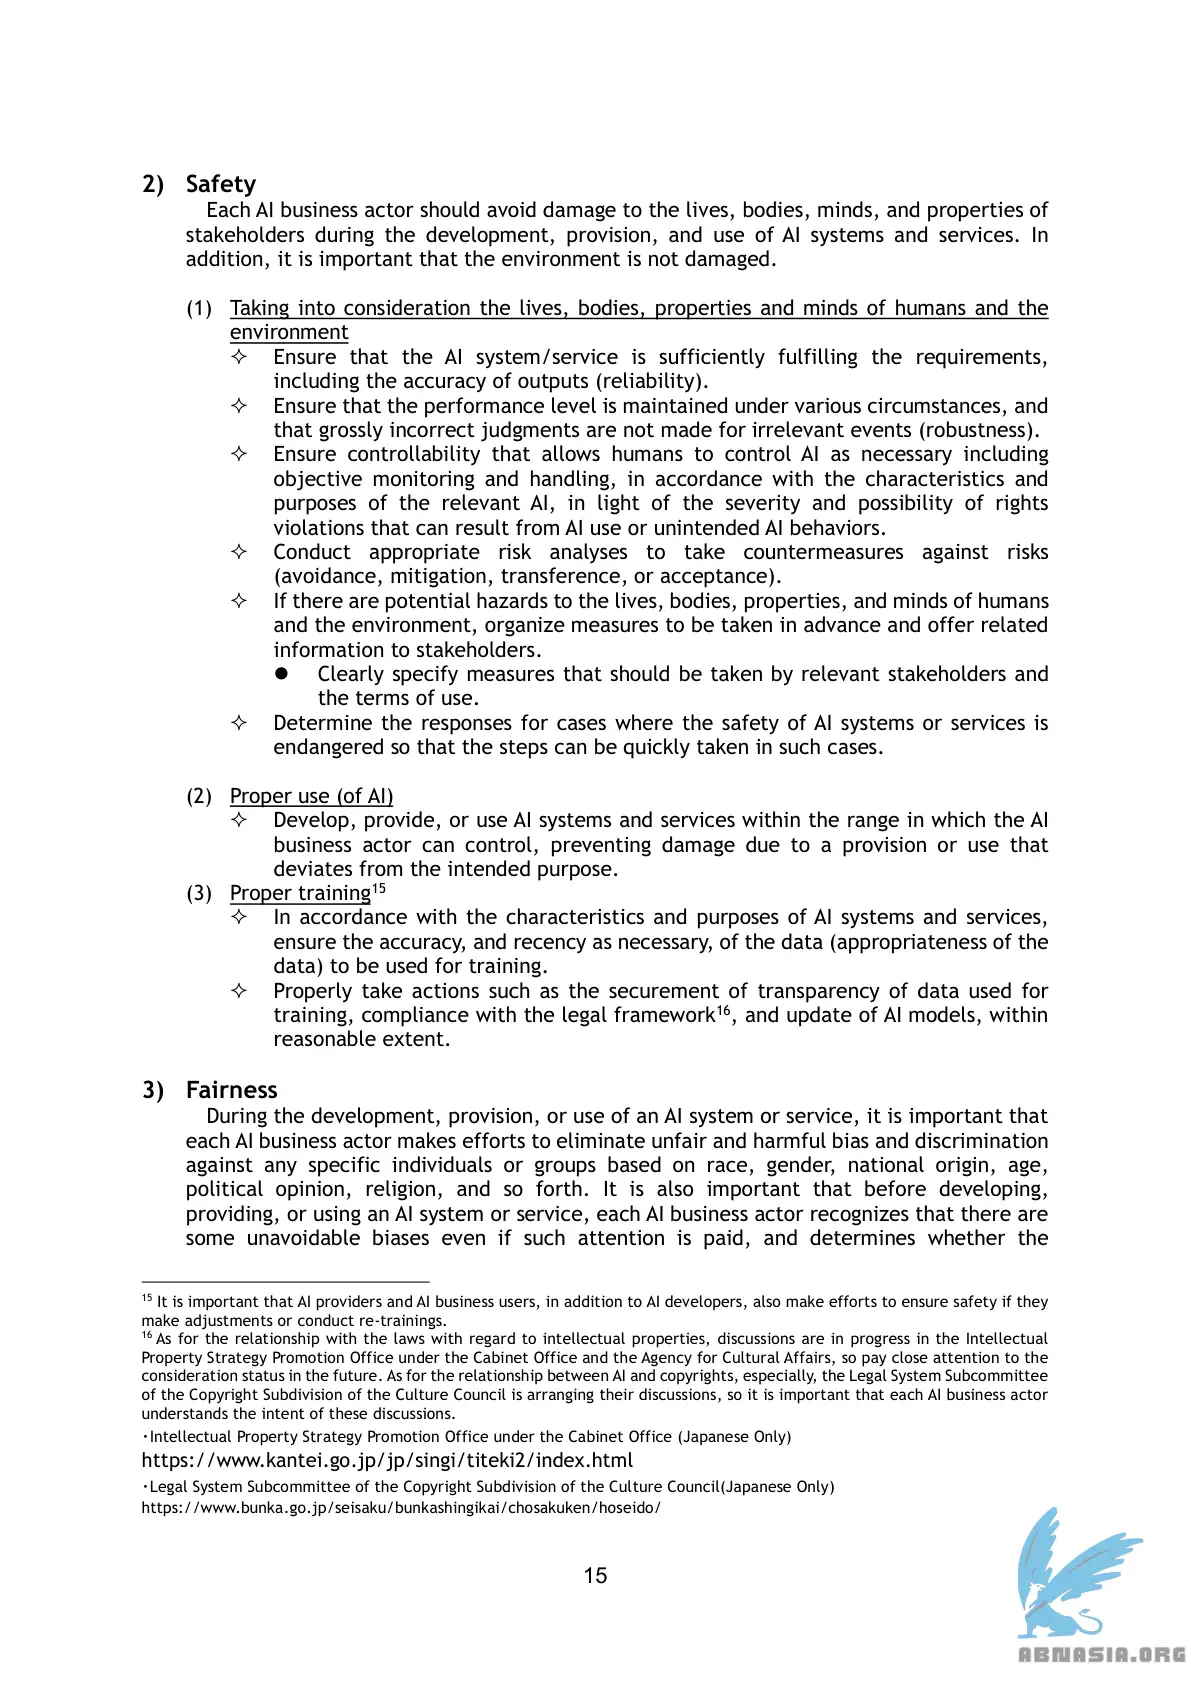 2) Safety
Each AI business actor should avoid damage to the lives, bodies, minds, and properties of
stakeholders during the development, provision, and use of AI systems and services. In
addition, it is important that the environment is not damaged.
(1) Taking into consideration the lives, bodies, properties and minds of humans and the
environment
✧ Ensure that the AI system/service is sufficiently fulfilling the requirements,
including the accuracy of outputs (reliability).
✧ Ensure that the performance level is maintained under various circumstances, and
that grossly incorrect judgments are not made for irrelevant events (robustness).
✧ Ensure controllability that allows humans to control AI as necessary including
objective monitoring and handling, in accordance with the characteristics and
purposes of the relevant AI, in light of the severity and possibility of rights
violations that can result from AI use or unintended AI behaviors.
✧ Conduct appropriate risk analyses to take countermeasures against risks
(avoidance, mitigation, transference, or acceptance).
✧ If there are potential hazards to the lives, bodies, properties, and minds of humans
and the environment, organize measures to be taken in advance and offer related
information to stakeholders.
● Clearly specify measures that should be taken by relevant stakeholders and
the terms of use.
✧ Determine the responses for cases where the safety of AI systems or services is
endangered so that the steps can be quickly taken in such cases.
(2) Proper use (of AI)
✧ Develop, provide, or use AI systems and services within the range in which the AI
business actor can control, preventing damage due to a provision or use that
deviates from the intended purpose.
(3) Proper training15
✧ In accordance with the characteristics and purposes of AI systems and services,
ensure the accuracy, and recency as necessary, of the data (appropriateness of the
data) to be used for training.
✧ Properly take actions such as the securement of transparency of data used for
training, compliance with the legal framework16, and update of AI models, within
reasonable extent.
3) Fairness
During the development, provision, or use of an AI system or service, it is important that
each AI business actor makes efforts to eliminate unfair and harmful bias and discrimination
against any specific individuals or groups based on race, gender, national origin, age,
political opinion, religion, and so forth. It is also important that before developing,
providing, or using an AI system or service, each AI business actor recognizes that there are
some unavoidable biases even if such attention is paid, and determines whether the
15 It is important that AI providers and AI business users, in addition to AI developers, also make efforts to ensure safety if they
make adjustments or conduct re-trainings.
16 As for the relationship with the laws with regard to intellectual properties, discussions are in progress in the Intellectual
Property Strategy Promotion Office under the Cabinet Office and the Agency for Cultural Affairs, so pay close attention to the
consideration status in the future. As for the relationship between AI and copyrights, especially, the Legal System Subcommittee
of the Copyright Subdivision of the Culture Council is arranging their discussions, so it is important that each AI business actor
understands the intent of these discussions.
・Intellectual Property Strategy Promotion Office under the Cabinet Office (Japanese Only)
https://www.kantei.go.jp/jp/singi/titeki2/index.html
・Legal System Subcommittee of the Copyright Subdivision of the Culture Council(Japanese Only)
https://www.bunka.go.jp/seisaku/bunkashingikai/chosakuken/hoseido/
15
ABNASIA.ORG